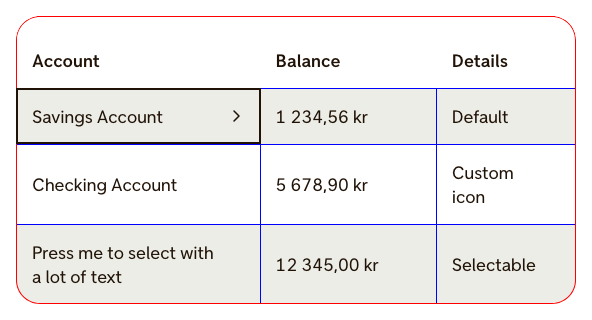 Account Balance Details
Savings Account 1 234,56 kr Default
Checking Account 5 678,90 kr Custom
icon
Press me to select with
a lot of text 12 345,00 kr Selectable